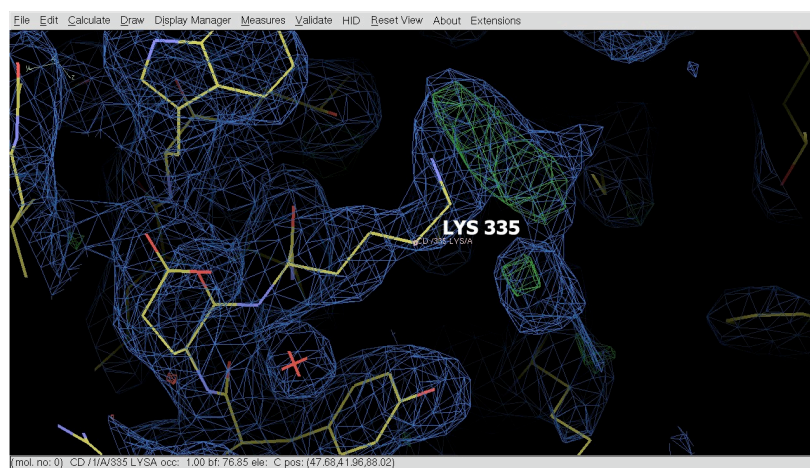 File Edit Calculate Draw Display Manager Measures Validate HID Reset View About Extensions
LYS 335
CD /335 LYS/A
(mol. no: 0) CD /1/A/335 LYSA occ: 1.00 bf: 76.85 ele: C pos: (47.68,41.96,88.02)